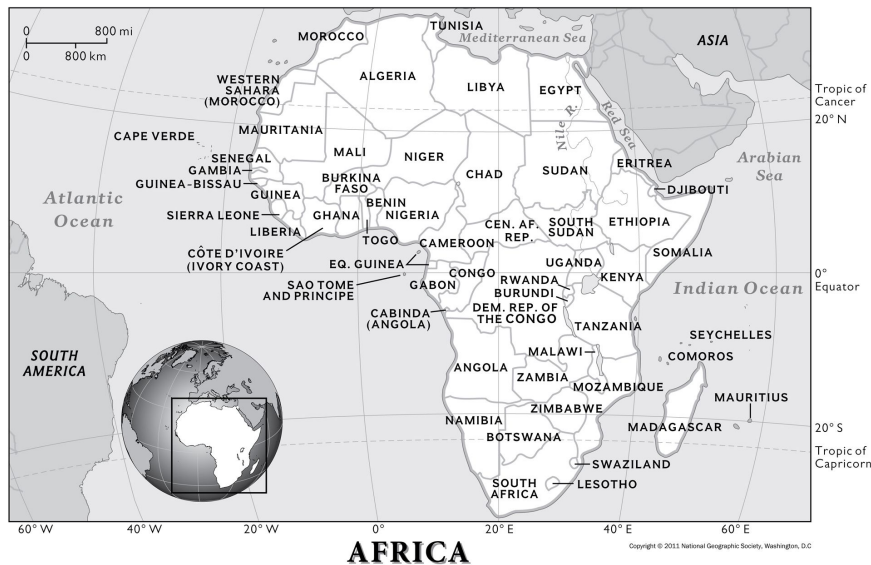 TUNISIA
MOROCCO
Mediterranean Sea
ASIA
0 800 mi
0 800 km
ALGERIA
LIBYA
EGYPT
WESTERN
SAHARA
(MOROCCO)
Tropic of
Cancer
20° N
Nile R.
Red Sea
CAPE VERDE
MAURITANIA
MALI
NIGER
CHAD
SUDAN
ERITREA
Arabian
Sea
SENEGAL
GAMBIA
GUINEA-BISSAU
GUINEA
BURKINA
FASO
DJIBOUTI
Atlantic
Ocean
BENIN
NIGERIA
SIERRA LEONE
GHANA
LIBERIA
TOGO
CEN. AF.
REP.
SOUTH
SUDAN
ETHIOPIA
CÔTE D'IVOIRE
(IVORY COAST)
CAMEROON
SOMALIA
EQ. GUINEA
CONGO
GABON
UGANDA
KENYA
RWANDA
BURUNDI
0°
Equator
SAO TOME
AND PRINCIPE
DEM. REP. OF
THE CONGO
Indian Ocean
CABINDA
(ANGOLA)
TANZANIA
SEYCHELLES
COMOROS
SOUTH
AMERICA
MALAWI
ANGOLA
ZAMBIA
MOZAMBIQUE
MAURITIUS
ZIMBABWE
NAMIBIA
MADAGASCAR
20° S
BOTSWANA
Tropic of
Capricorn
SWAZILAND
SOUTH
AFRICA
LESOTHO
60° W 40° W 20° W 0° 20° E 40° E 60° E
AFRICA
Copyright © 2011 National Geographic Society, Washington, D.C